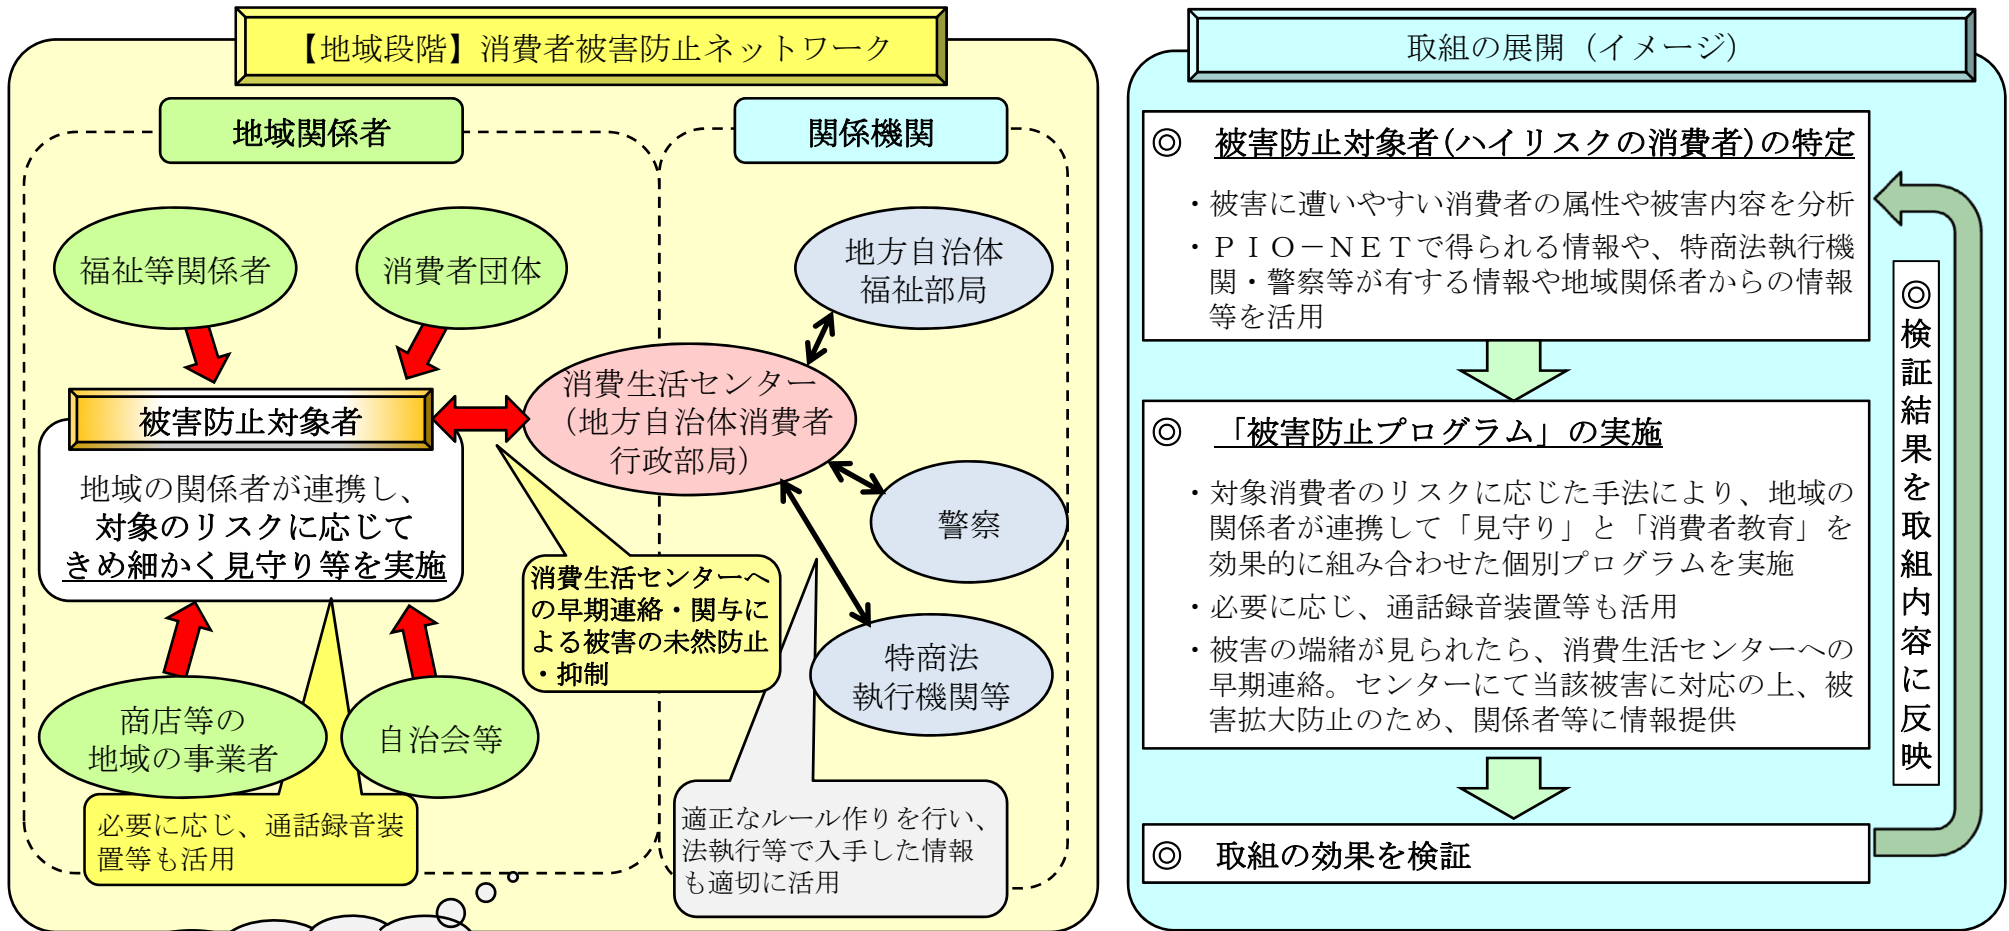 【地域段階】消費者被害防止ネットワーク
地域関係者
関係機関
福祉等関係者
消費者団体
地方自治体
福祉部局
被害防止対象者
消費生活センター
（地方自治体消費者
行政部局）
地域の関係者が連携し、
対象のリスクに応じて
きめ細かく見守り等を実施
警察
消費生活センターへ
の早期連絡・関与に
よる被害の未然防止
・抑制
特商法
執行機関等
商店等の
地域の事業者
自治会等
必要に応じ、通話録音装
置等も活用
適正なルール作りを行い、
法執行等で入手した情報
も適切に活用
取組の展開（イメージ）
◎　被害防止対象者(ハイリスクの消費者)の特定
・被害に遭いやすい消費者の属性や被害内容を分析
・ＰＩＯ－ＮＥＴで得られる情報や、特商法執行機
関・警察等が有する情報や地域関係者からの情報
等を活用
◎　「被害防止プログラム」の実施
・対象消費者のリスクに応じた手法により、地域の
関係者が連携して「見守り」と「消費者教育」を
効果的に組み合わせた個別プログラムを実施
・必要に応じ、通話録音装置等も活用
・被害の端緒が見られたら、消費生活センターへの
早期連絡。センターにて当該被害に対応の上、被
害拡大防止のため、関係者等に情報提供
◎　取組の効果を検証
◎検証結果を取組内容に反映